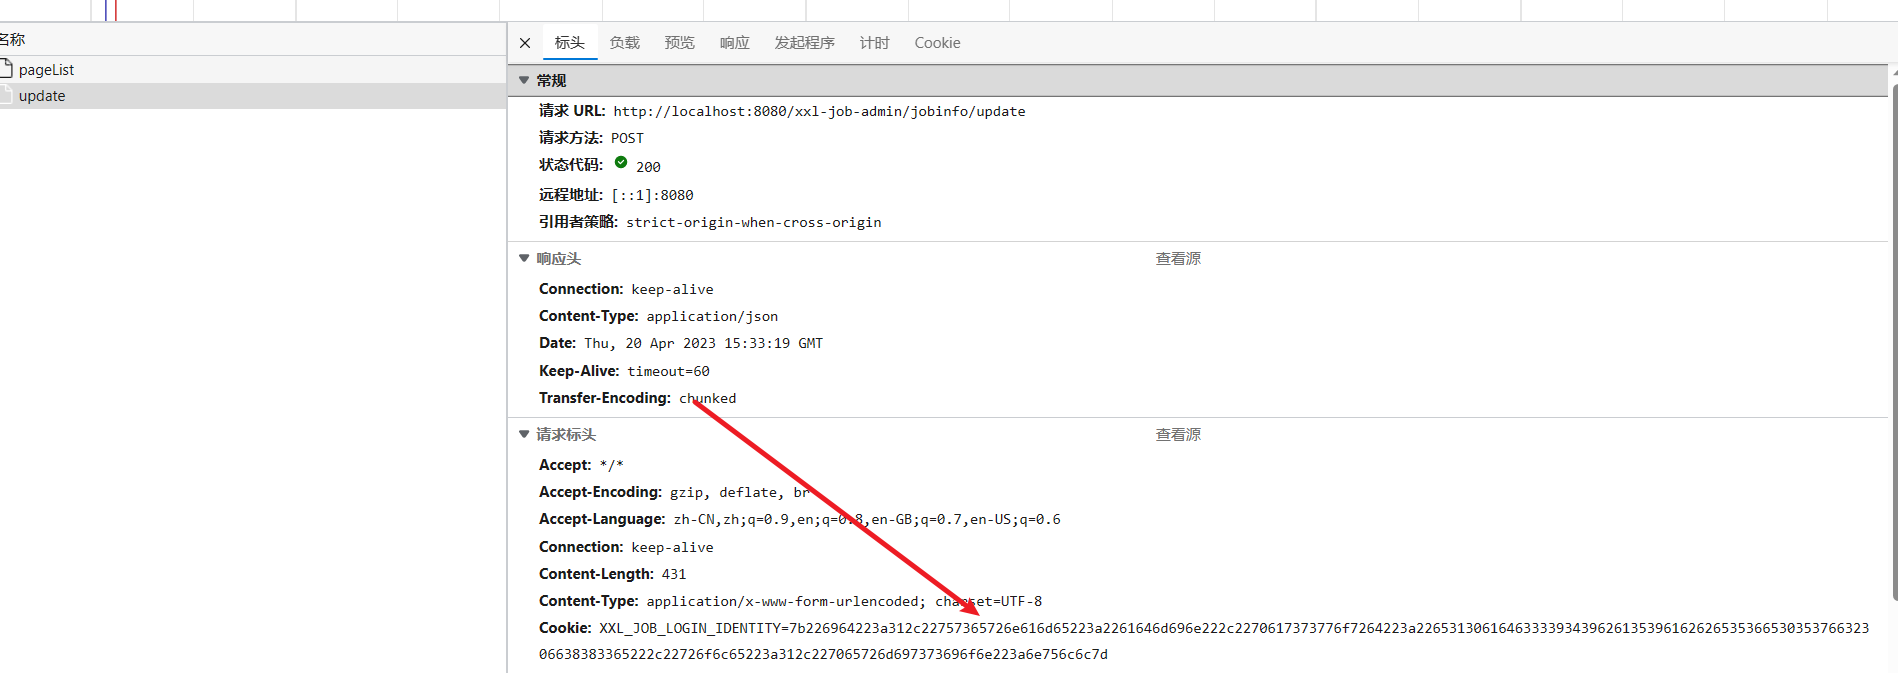 名称
pageList
update
标头 负载 预览 响应 发起程序 计时 Cookie
常规
请求 URL: http://localhost:8080/xxl-job-admin/jobinfo/update
请求方法: POST
状态代码: 200
远程地址: [::1]:8080
引用者策略: strict-origin-when-cross-origin
响应头 查看源
Connection: keep-alive
Content-Type: application/json
Date: Thu, 20 Apr 2023 15:33:19 GMT
Keep-Alive: timeout=60
Transfer-Encoding: chunked
请求标头 查看源
Accept: */*
Accept-Encoding: gzip, deflate, br
Accept-Language: zh-CN,zh;q=0.9,en;q=0.8,en-GB;q=0.7,en-US;q=0.6
Connection: keep-alive
Content-Length: 431
Content-Type: application/x-www-form-urlencoded; charset=UTF-8
Cookie: XXL_JOB_LOGIN_IDENTITY=7b226964223a312c22757365726e616d65223a2261646d696e222c2270617373776f7264223a226531306164633339343962613539616262653536653035376632​3
06638383365222c22726f6c65223a312c227065726d697373696f6e223a6e756c6c7d